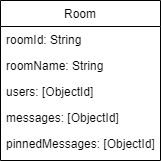 Room
roomId: String
roomName: String
users: [ObjectId]
messages: [ObjectId]
pinnedMessages: [ObjectId]